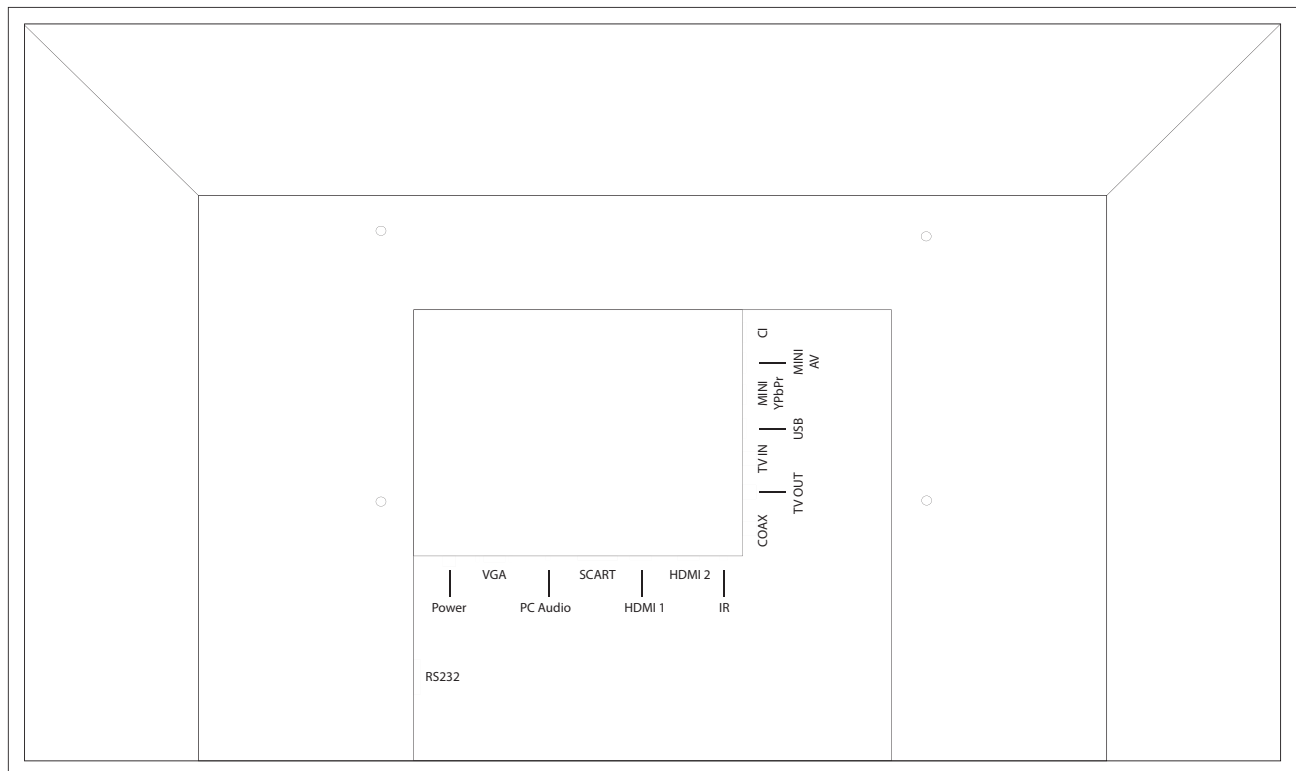 CI
MINI
AV
MINI
YPbPr
USB
TV IN
TV OUT
COAX
VGA
SCART
HDMI 2
Power
PC Audio
HDMI 1
IR
RS232